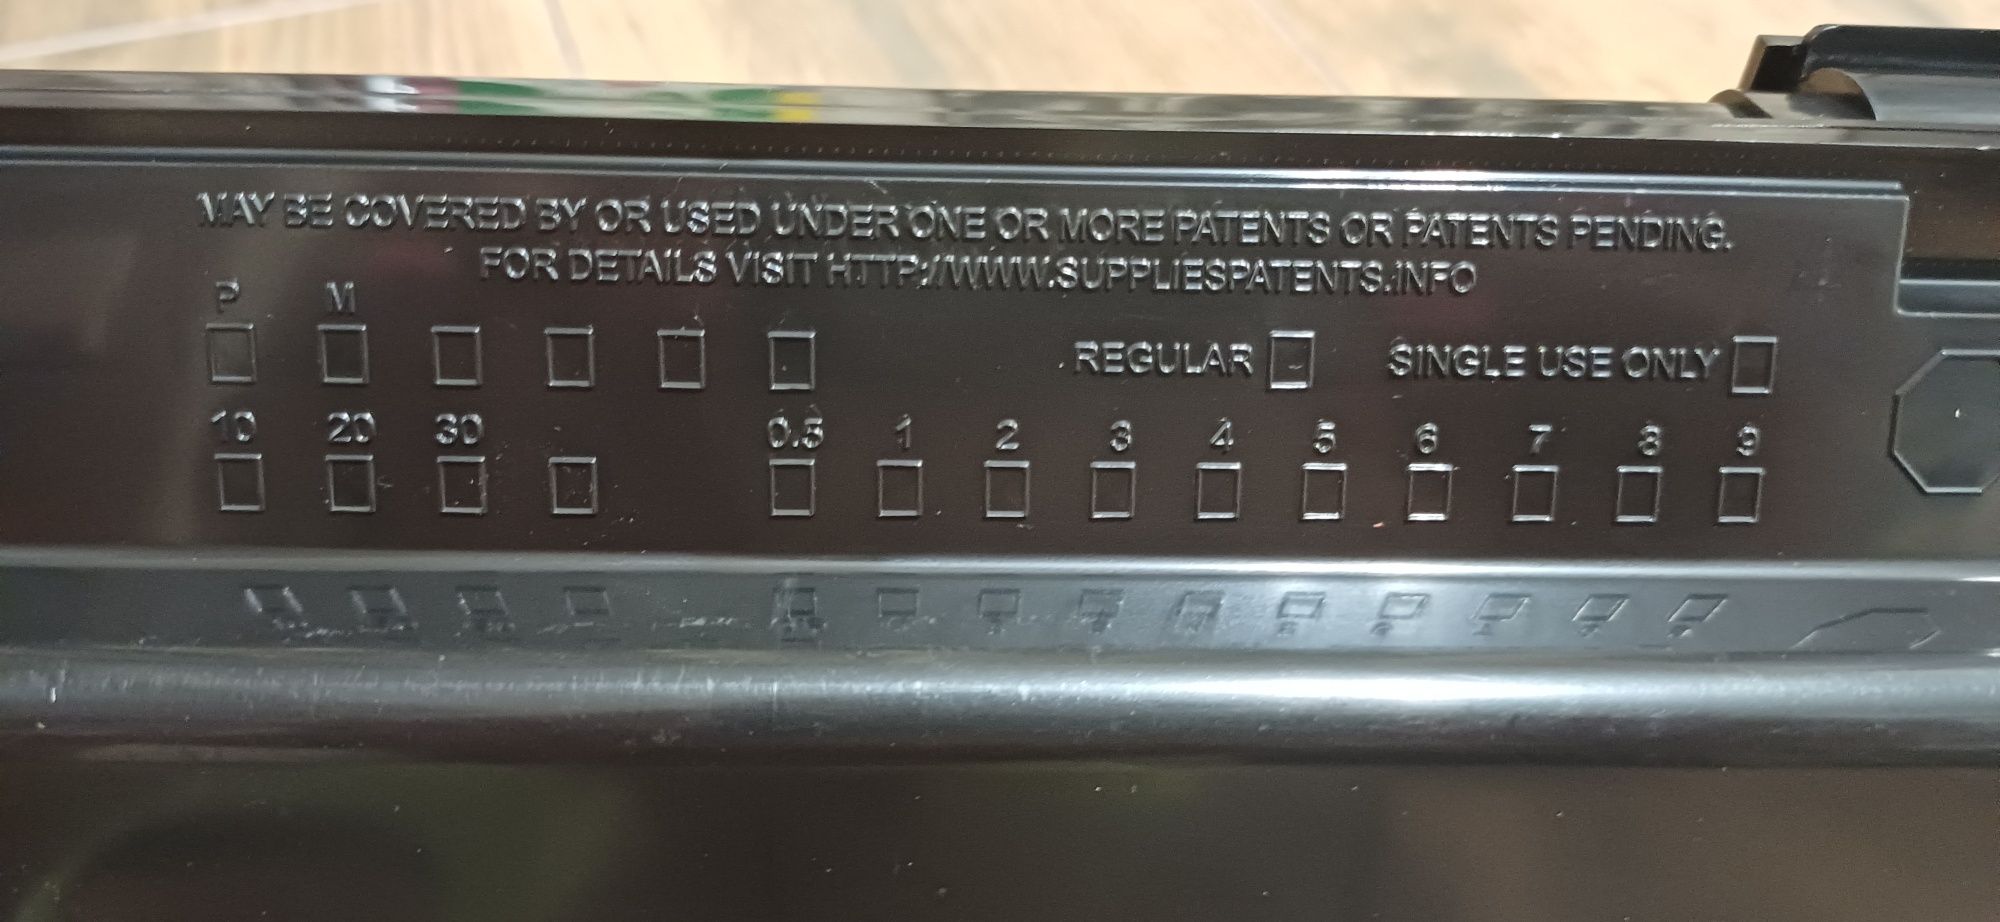 MAY BE COVERED BY OR USED UNDER ONE OR MORE PATENTS OR PATENTS PENDING.
FOR DETAILS VISIT HTTP://WWW.SUPPLIESPATENTS.INFO
P M
REGULAR SINGLE USE ONLY
10 20 30 0.5 1 2 3 4 5 6 7 8 9